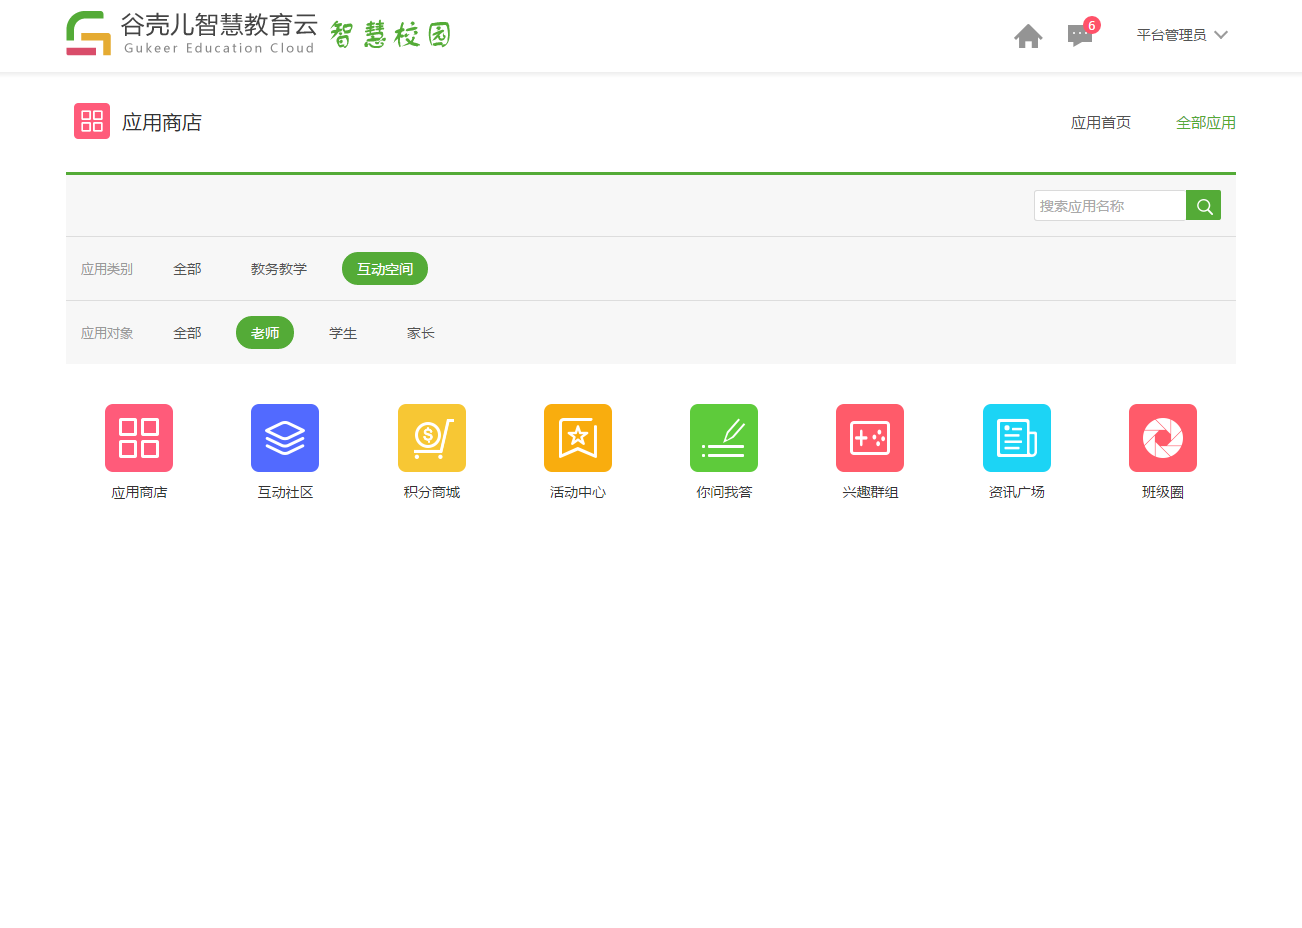 谷壳儿智慧教育云 智慧校园
Gukeer Education Cloud
6
平台管理员
应用商店
应用首页 全部应用
搜索应用名称
应用类别 全部 教务教学 互动空间
应用对象 全部 老师 学生 家长
应用商店 互动社区 积分商城 活动中心 你问我答 兴趣群组 资讯广场 班级圈